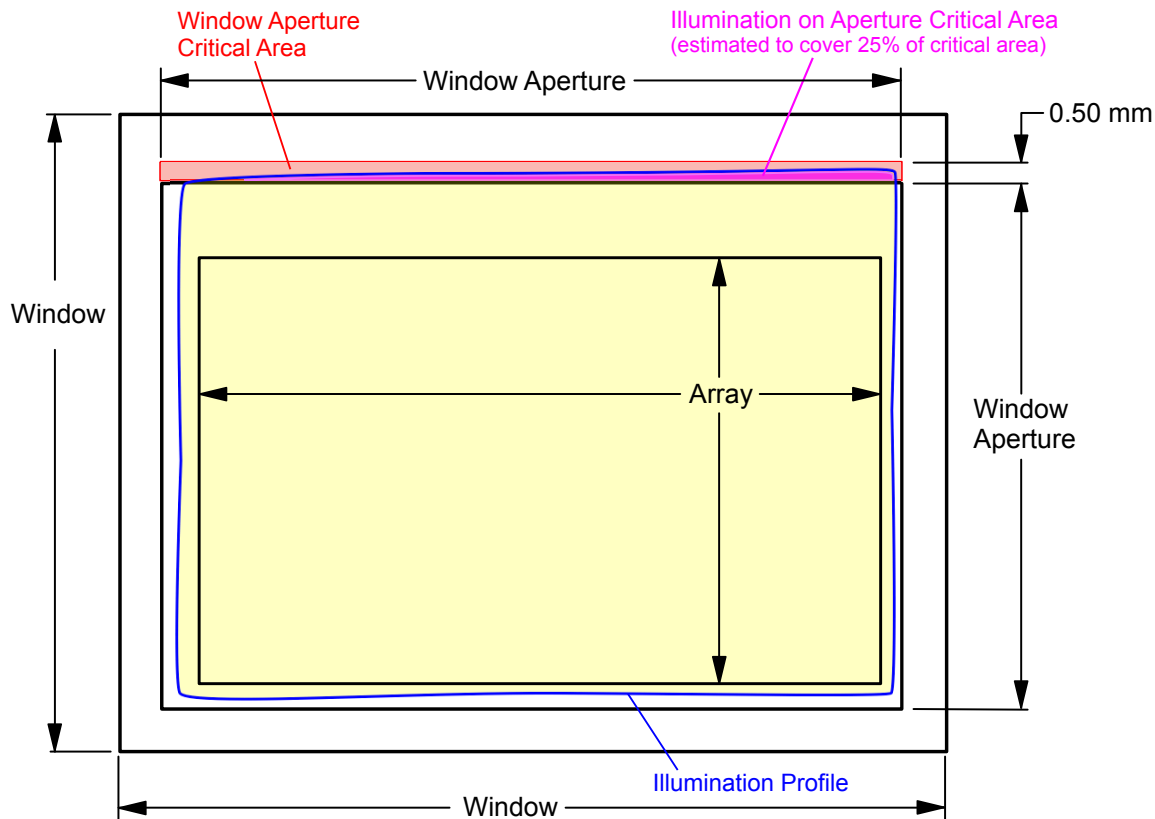 Window Aperture
Critical Area
Illumination on Aperture Critical Area
(estimated to cover 25% of critical area)
Window Aperture
0.50 mm
Window
Array
Window
Aperture
Illumination Profile
Window